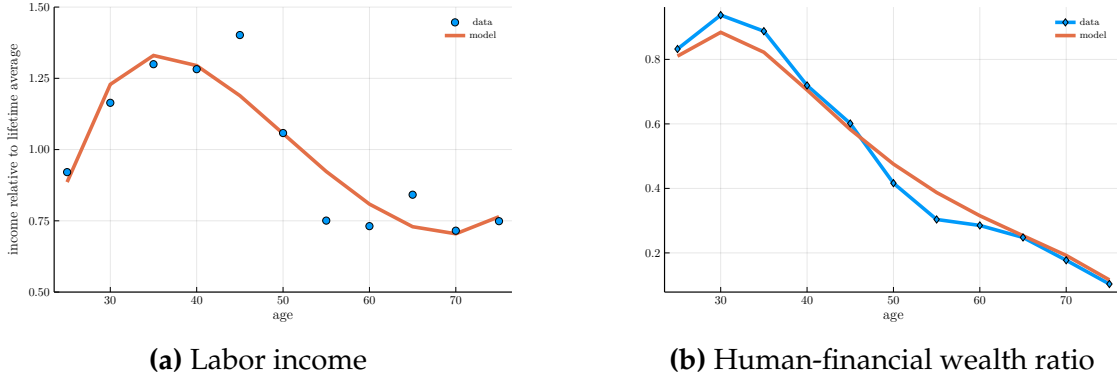 income relative to lifetime average
1.50
1.25
1.00
0.75
0.50
30
40
50
60
70
age
data
model
(a) Labor income
0.8
0.6
0.4
0.2
30
40
50
60
70
age
data
model
(b) Human-financial wealth ratio